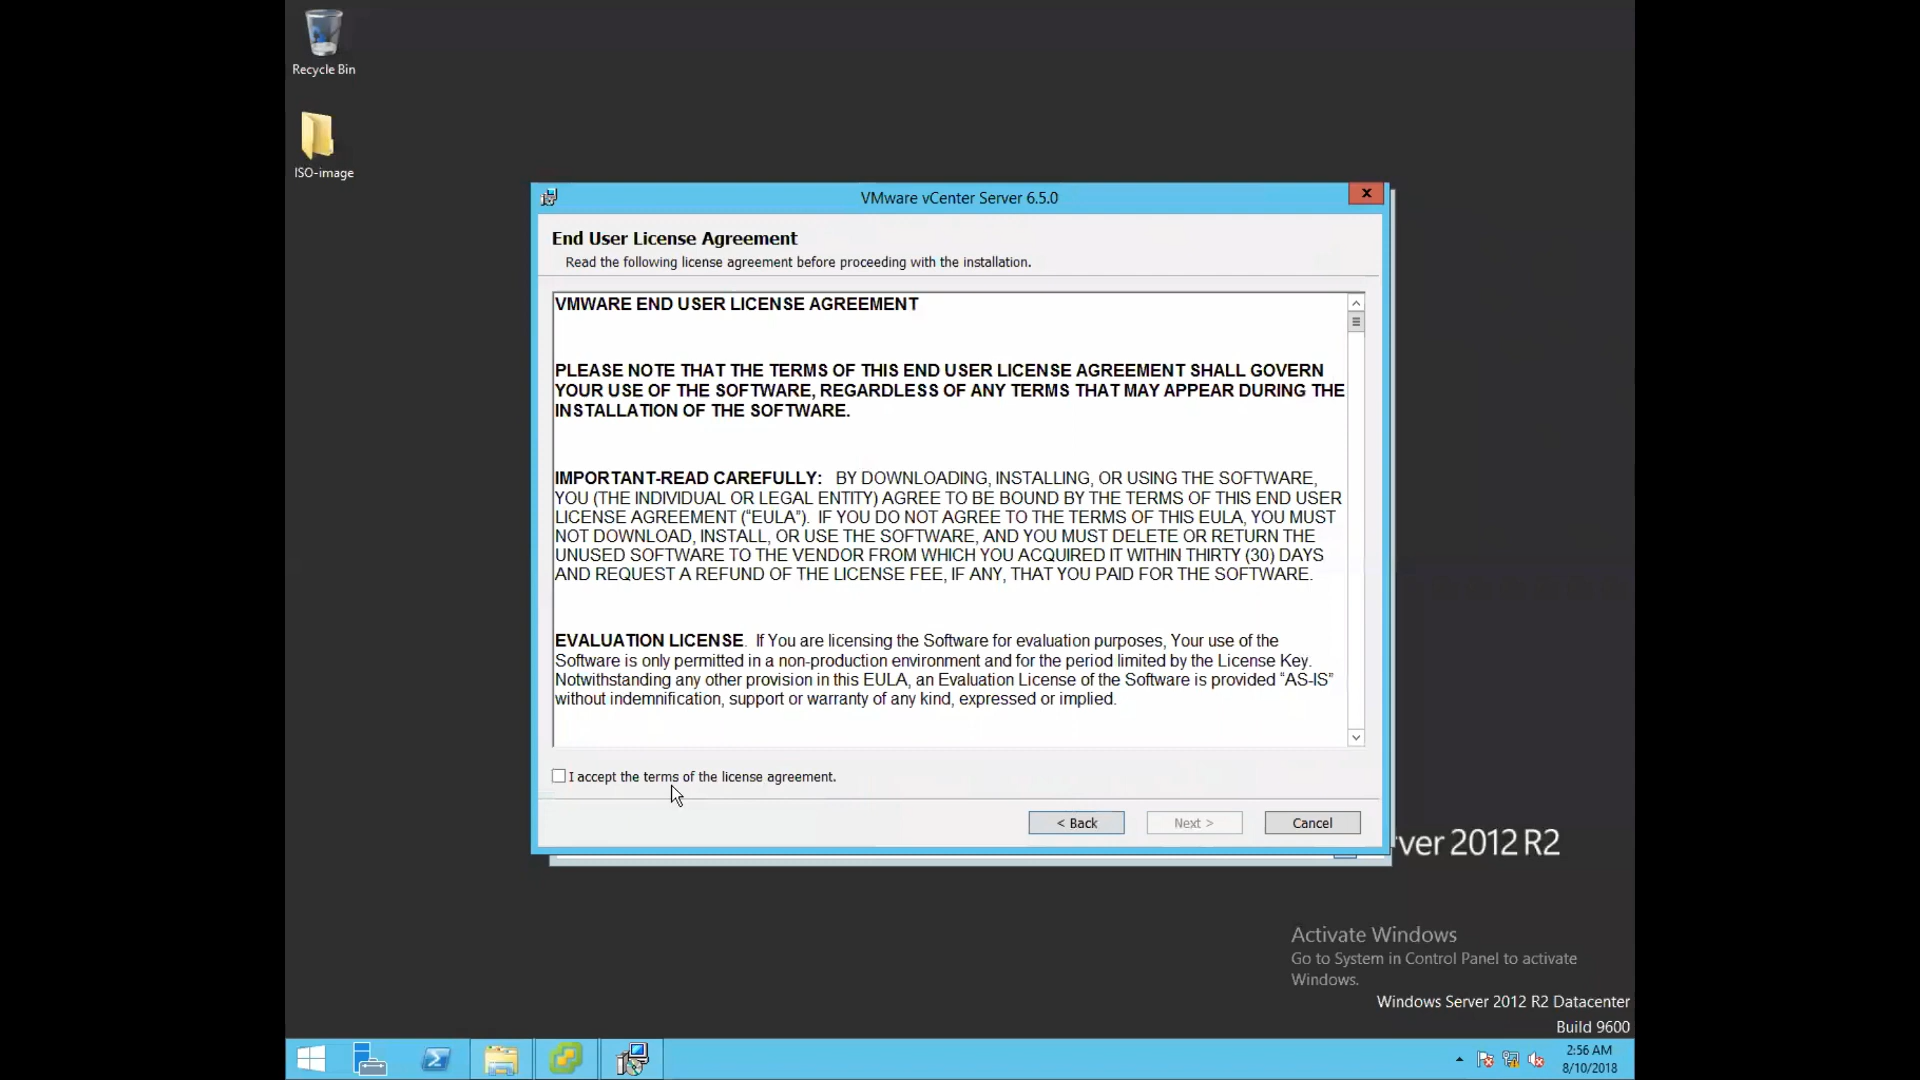 Recycle Bin
ISO-image
VMware vCenter Server 6.5.0
End User License Agreement
Read the following license agreement before proceeding with the installation.
VMWARE END USER LICENSE AGREEMENT
PLEASE NOTE THAT THE TERMS OF THIS END USER LICENSE AGREEMENT SHALL GOVERN
YOUR USE OF THE SOFTWARE, REGARDLESS OF ANY TERMS THAT MAY APPEAR DURING THE
INSTALLATION OF THE SOFTWARE.
IMPORTANT-READ CAREFULLY: BY DOWNLOADING, INSTALLING, OR USING THE SOFTWARE,
YOU (THE INDIVIDUAL OR LEGAL ENTITY) AGREE TO BE BOUND BY THE TERMS OF THIS END USER
LICENSE AGREEMENT (“EULA”). IF YOU DO NOT AGREE TO THE TERMS OF THIS EULA, YOU MUST
NOT DOWNLOAD, INSTALL, OR USE THE SOFTWARE, AND YOU MUST DELETE OR RETURN THE
UNUSED SOFTWARE TO THE VENDOR FROM WHICH YOU ACQUIRED IT WITHIN THIRTY (30) DAYS
AND REQUEST A REFUND OF THE LICENSE FEE, IF ANY, THAT YOU PAID FOR THE SOFTWARE.
EVALUATION LICENSE. If You are licensing the Software for evaluation purposes, Your use of the
Software is only permitted in a non-production environment and for the period limited by the License Key.
Notwithstanding any other provision in this EULA, an Evaluation License of the Software is provided “AS-IS”
without indemnification, support or warranty of any kind, expressed or implied.
I accept the terms of the license agreement.
< Back
Next >
Cancel
ver 2012 R2
Activate Windows
Go to System in Control Panel to activate
Windows.
Windows Server 2012 R2 Datacenter
Build 9600
2:56 AM
8/10/2018